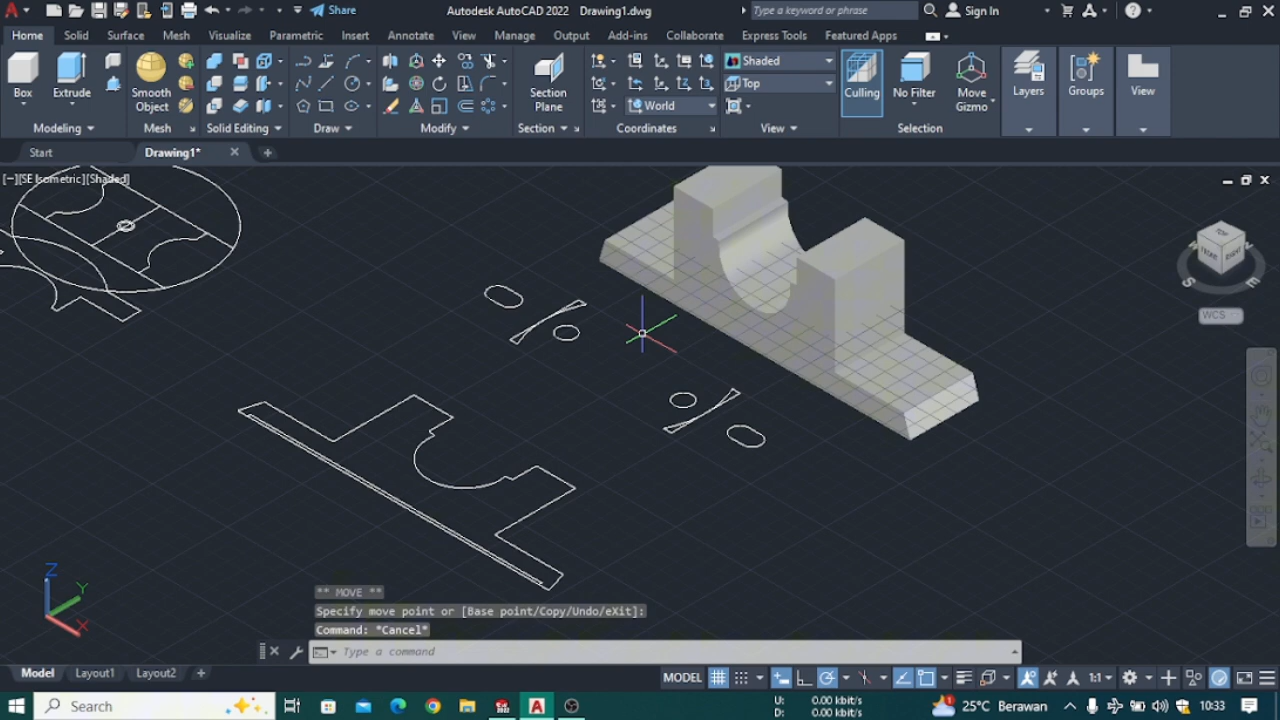 Share
Autodesk AutoCAD 2022 Drawing1.dwg
Type a keyword or phrase
Sign In
Home Solid Surface Mesh Visualize Parametric Insert Annotate View Manage Output Add-ins Collaborate Express Tools Featured Apps
Box
Extrude
Smooth Object
Section Plane
World
Shaded
Top
Culling
No Filter
Move Gizmo
Layers
Groups
View
Modeling Mesh Solid Editing Draw Modify Section Coordinates View Selection
Start Drawing1*
[−][SE Isometric][Shaded]
TOP
FRONT
RIGHT
S
E
WCS
Z
Y
X
** MOVE **
Specify move point or [Base point/Copy/Undo/eXit]:
Command: *Cancel*
Type a command
Model Layout1 Layout2
MODEL
1:1
Search
U: 0.00 kbit/s
D: 0.00 kbit/s
25°C Berawan
10:33